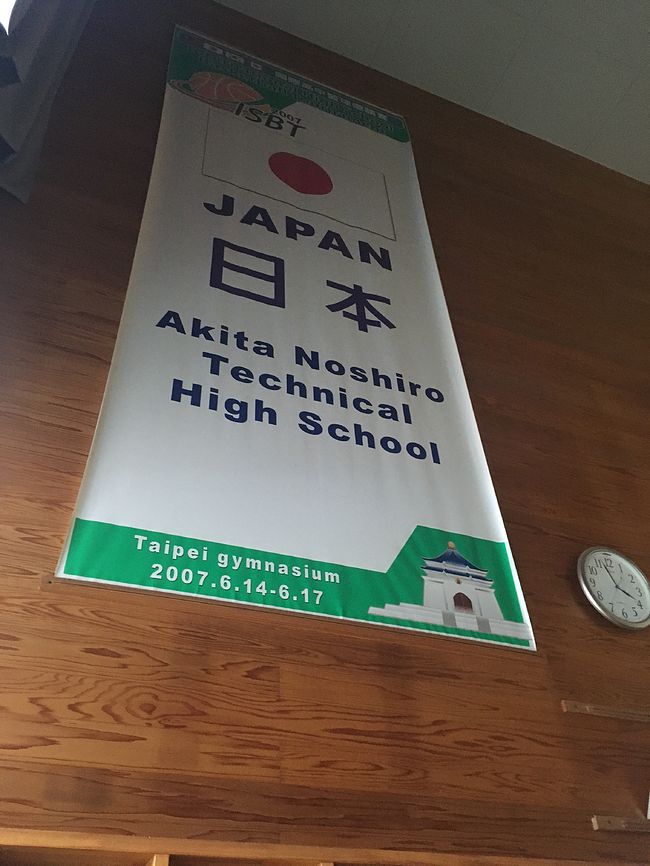 2007
ISBT
JAPAN
日本
Akita Noshiro
Technical
High School
Taipei gymnasium
2007.6.14-6.17